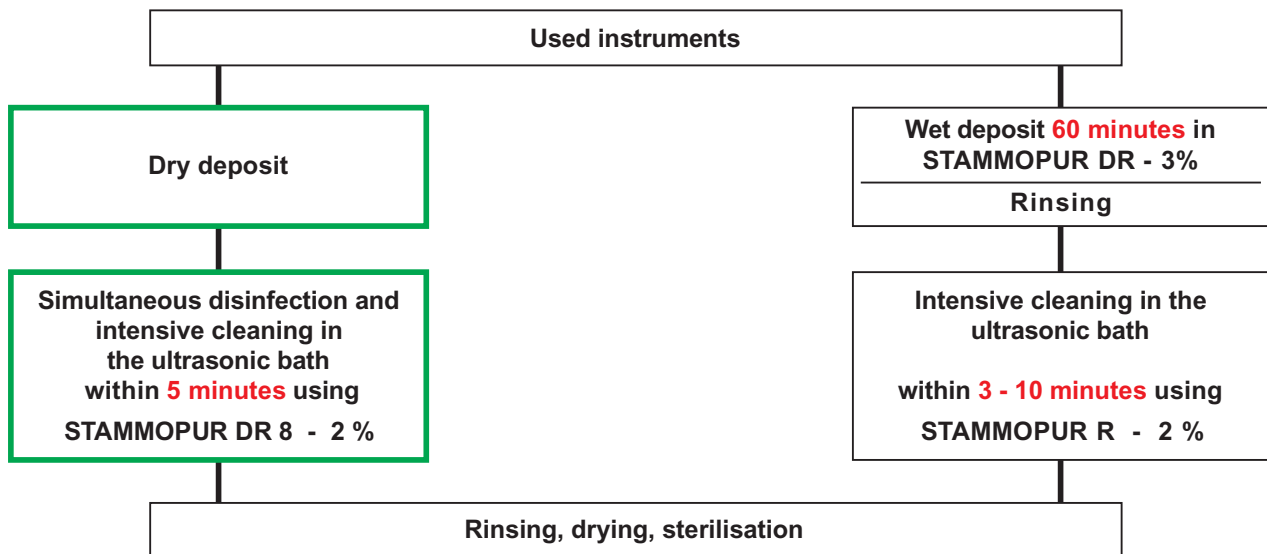 Used instruments
Dry deposit
Wet deposit 60 minutes in
STAMMOPUR DR - 3%
Rinsing
Simultaneous disinfection and
intensive cleaning in
the ultrasonic bath
within 5 minutes using
STAMMOPUR DR 8 - 2 %
Intensive cleaning in the
ultrasonic bath
within 3 - 10 minutes using
STAMMOPUR R - 2 %
Rinsing, drying, sterilisation